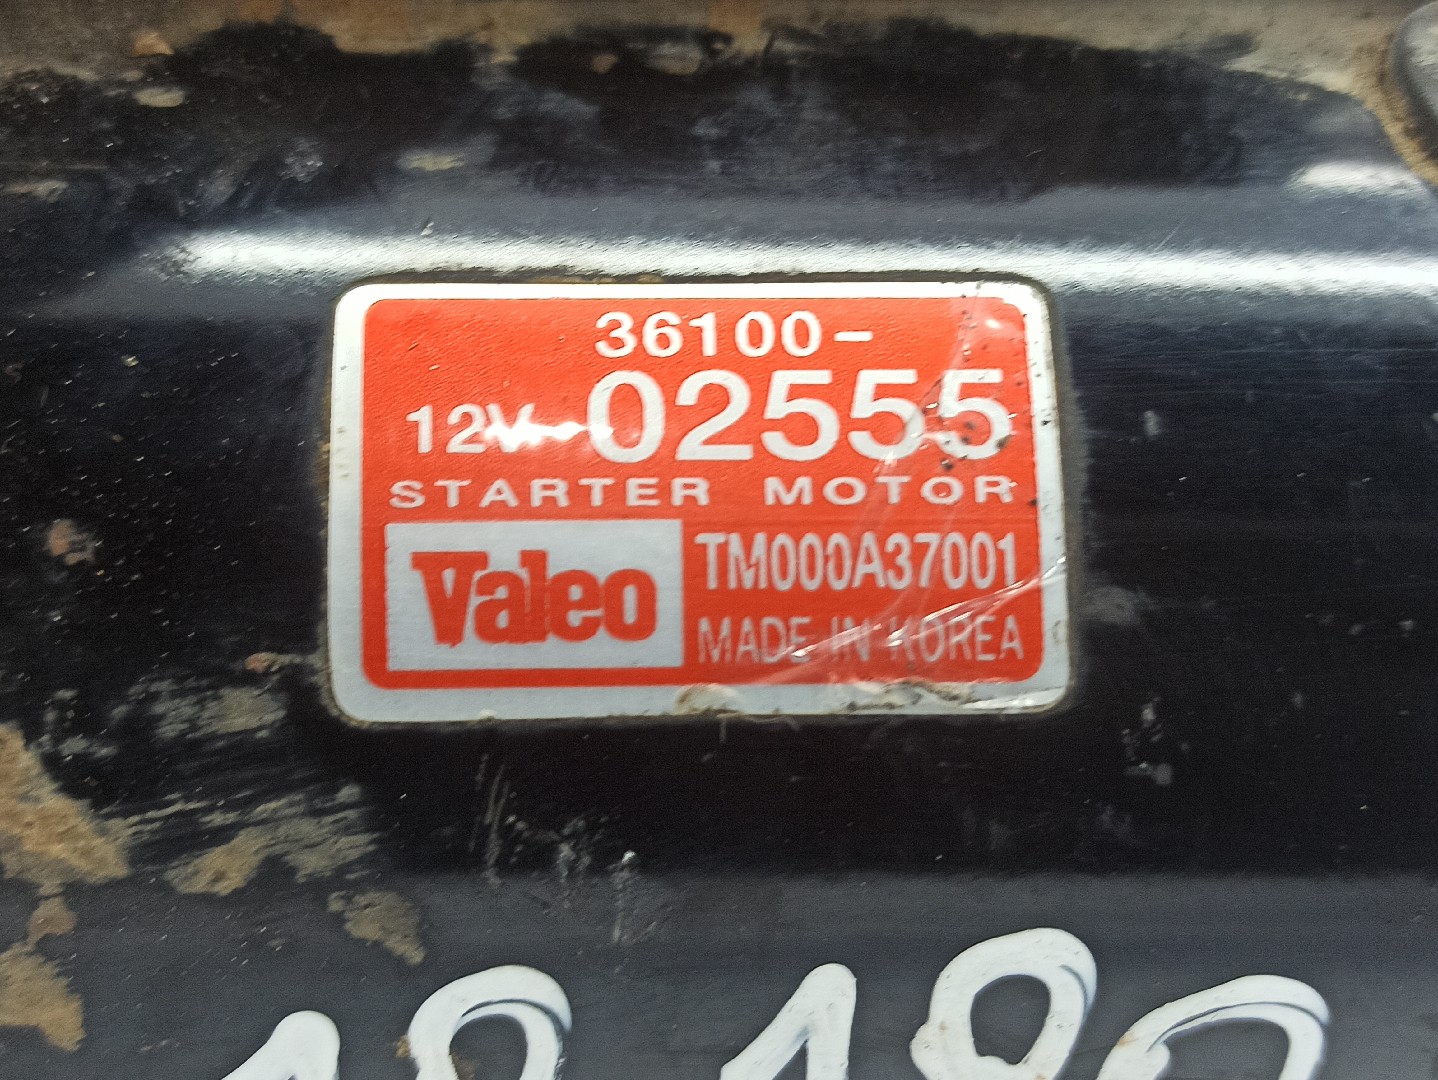 36100-
12V 02555
STARTER MOTOR
Valeo TM000A37001
MADE IN KOREA